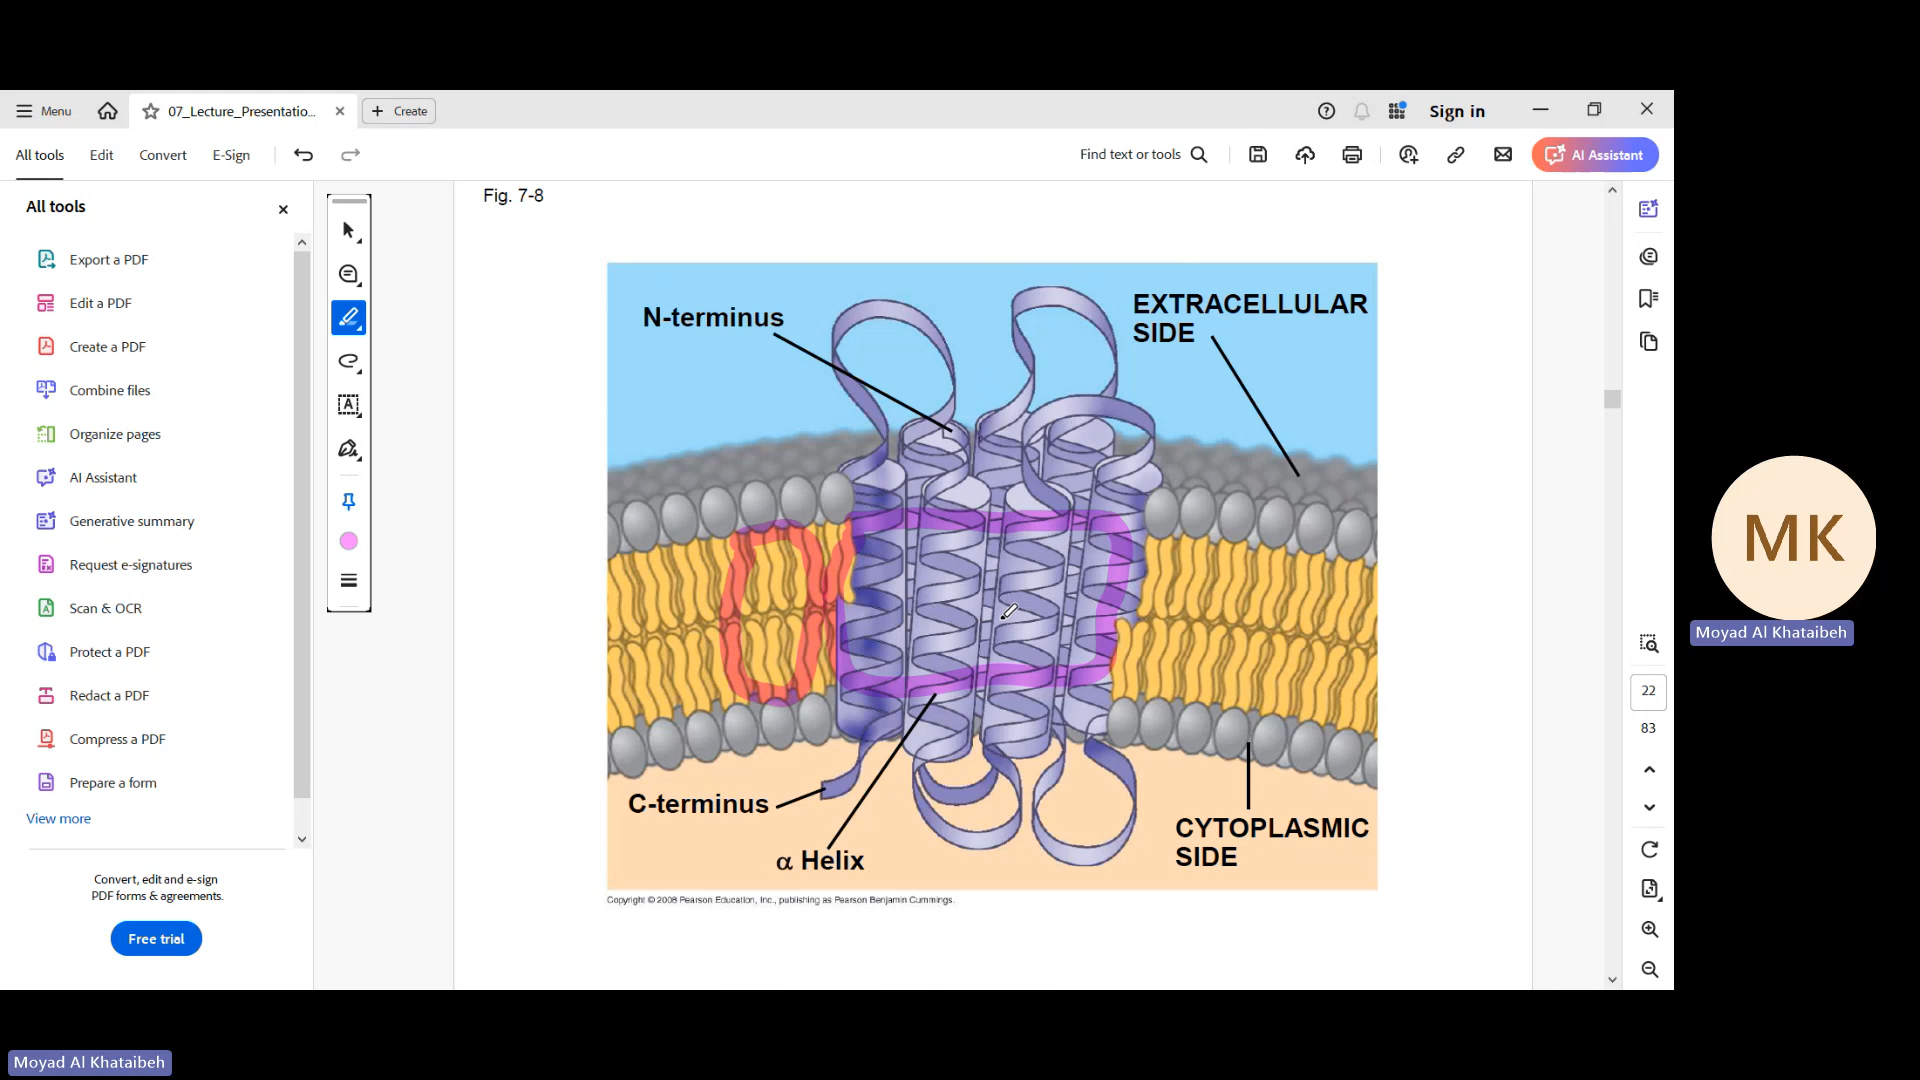 Menu
07_Lecture_Presentatio...
Create
Sign in
All tools
Edit
Convert
E-Sign
Find text or tools
AI Assistant
All tools
Export a PDF
Edit a PDF
Create a PDF
Combine files
Organize pages
AI Assistant
Generative summary
Request e-signatures
Scan & OCR
Protect a PDF
Redact a PDF
Compress a PDF
Prepare a form
View more
Convert, edit and e-sign
PDF forms & agreements.
Free trial
Fig. 7-8
N-terminus
EXTRACELLULAR
SIDE
C-terminus
α Helix
CYTOPLASMIC
SIDE
Copyright © 2008 Pearson Education, Inc., publishing as Pearson Benjamin Cummings.
22
83
MK
Moyad Al Khataibeh
Moyad Al Khataibeh